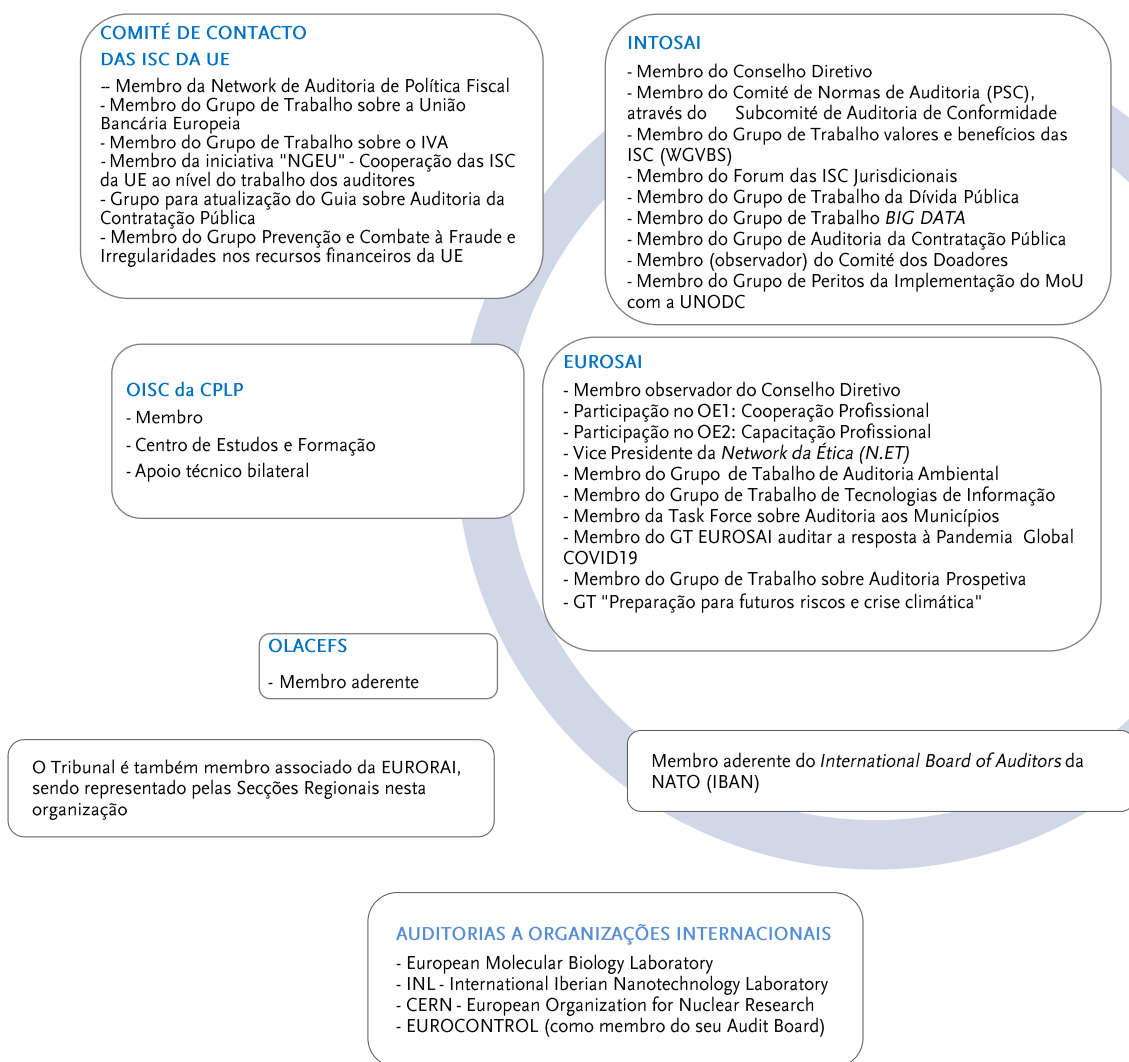 COMITÉ DE CONTACTO
DAS ISC DA UE
-- Membro da Network de Auditoria de Política Fiscal
- Membro do Grupo de Trabalho sobre a União
Bancária Europeia
- Membro do Grupo de Trabalho sobre o IVA
- Membro da iniciativa "NGEU" - Cooperação das ISC
da UE ao nível do trabalho dos auditores
- Grupo para atualização do Guia sobre Auditoria da
Contratação Pública
- Membro do Grupo Prevenção e Combate à Fraude e
Irregularidades nos recursos financeiros da UE
INTOSAI
- Membro do Conselho Diretivo
- Membro do Comité de Normas de Auditoria (PSC),
através do Subcomité de Auditoria de Conformidade
- Membro do Grupo de Trabalho valores e benefícios das
ISC (WGVBS)
- Membro do Forum das ISC Jurisdicionais
- Membro do Grupo de Trabalho da Dívida Pública
- Membro do Grupo de Trabalho BIG DATA
- Membro do Grupo de Auditoria da Contratação Pública
- Membro (observador) do Comité dos Doadores
- Membro do Grupo de Peritos da Implementação do MoU
com a UNODC
OISC da CPLP
- Membro
- Centro de Estudos e Formação
- Apoio técnico bilateral
EUROSAI
- Membro observador do Conselho Diretivo
- Participação no OE1: Cooperação Profissional
- Participação no OE2: Capacitação Profissional
- Vice Presidente da Network da Ética (N.ET)
- Membro do Grupo de Tabalho de Auditoria Ambiental
- Membro do Grupo de Trabalho de Tecnologias de Informação
- Membro da Task Force sobre Auditoria aos Municípios
- Membro do GT EUROSAI auditar a resposta à Pandemia Global
COVID19
- Membro do Grupo de Trabalho sobre Auditoria Prospetiva
- GT "Preparação para futuros riscos e crise climática"
OLACEFS
- Membro aderente
O Tribunal é também membro associado da EURORAI,
sendo representado pelas Secções Regionais nesta
organização
Membro aderente do International Board of Auditors da
NATO (IBAN)
AUDITORIAS A ORGANIZAÇÕES INTERNACIONAIS
- European Molecular Biology Laboratory
- INL - International Iberian Nanotechnology Laboratory
- CERN - European Organization for Nuclear Research
- EUROCONTROL (como membro do seu Audit Board)